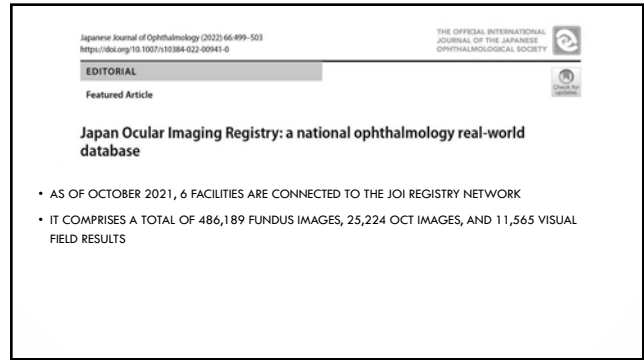 Japanese Journal of Ophthalmology (2022) 66:499–503
https://doi.org/10.1007/s10384-022-00941-0
THE OFFICIAL INTERNATIONAL
JOURNAL OF THE JAPANESE
OPHTHALMOLOGICAL SOCIETY
EDITORIAL
Featured Article
Check for
updates
Japan Ocular Imaging Registry: a national ophthalmology real-world
database
• AS OF OCTOBER 2021, 6 FACILITIES ARE CONNECTED TO THE JOI REGISTRY NETWORK
• IT COMPRISES A TOTAL OF 486,189 FUNDUS IMAGES, 25,224 OCT IMAGES, AND 11,565 VISUAL
FIELD RESULTS